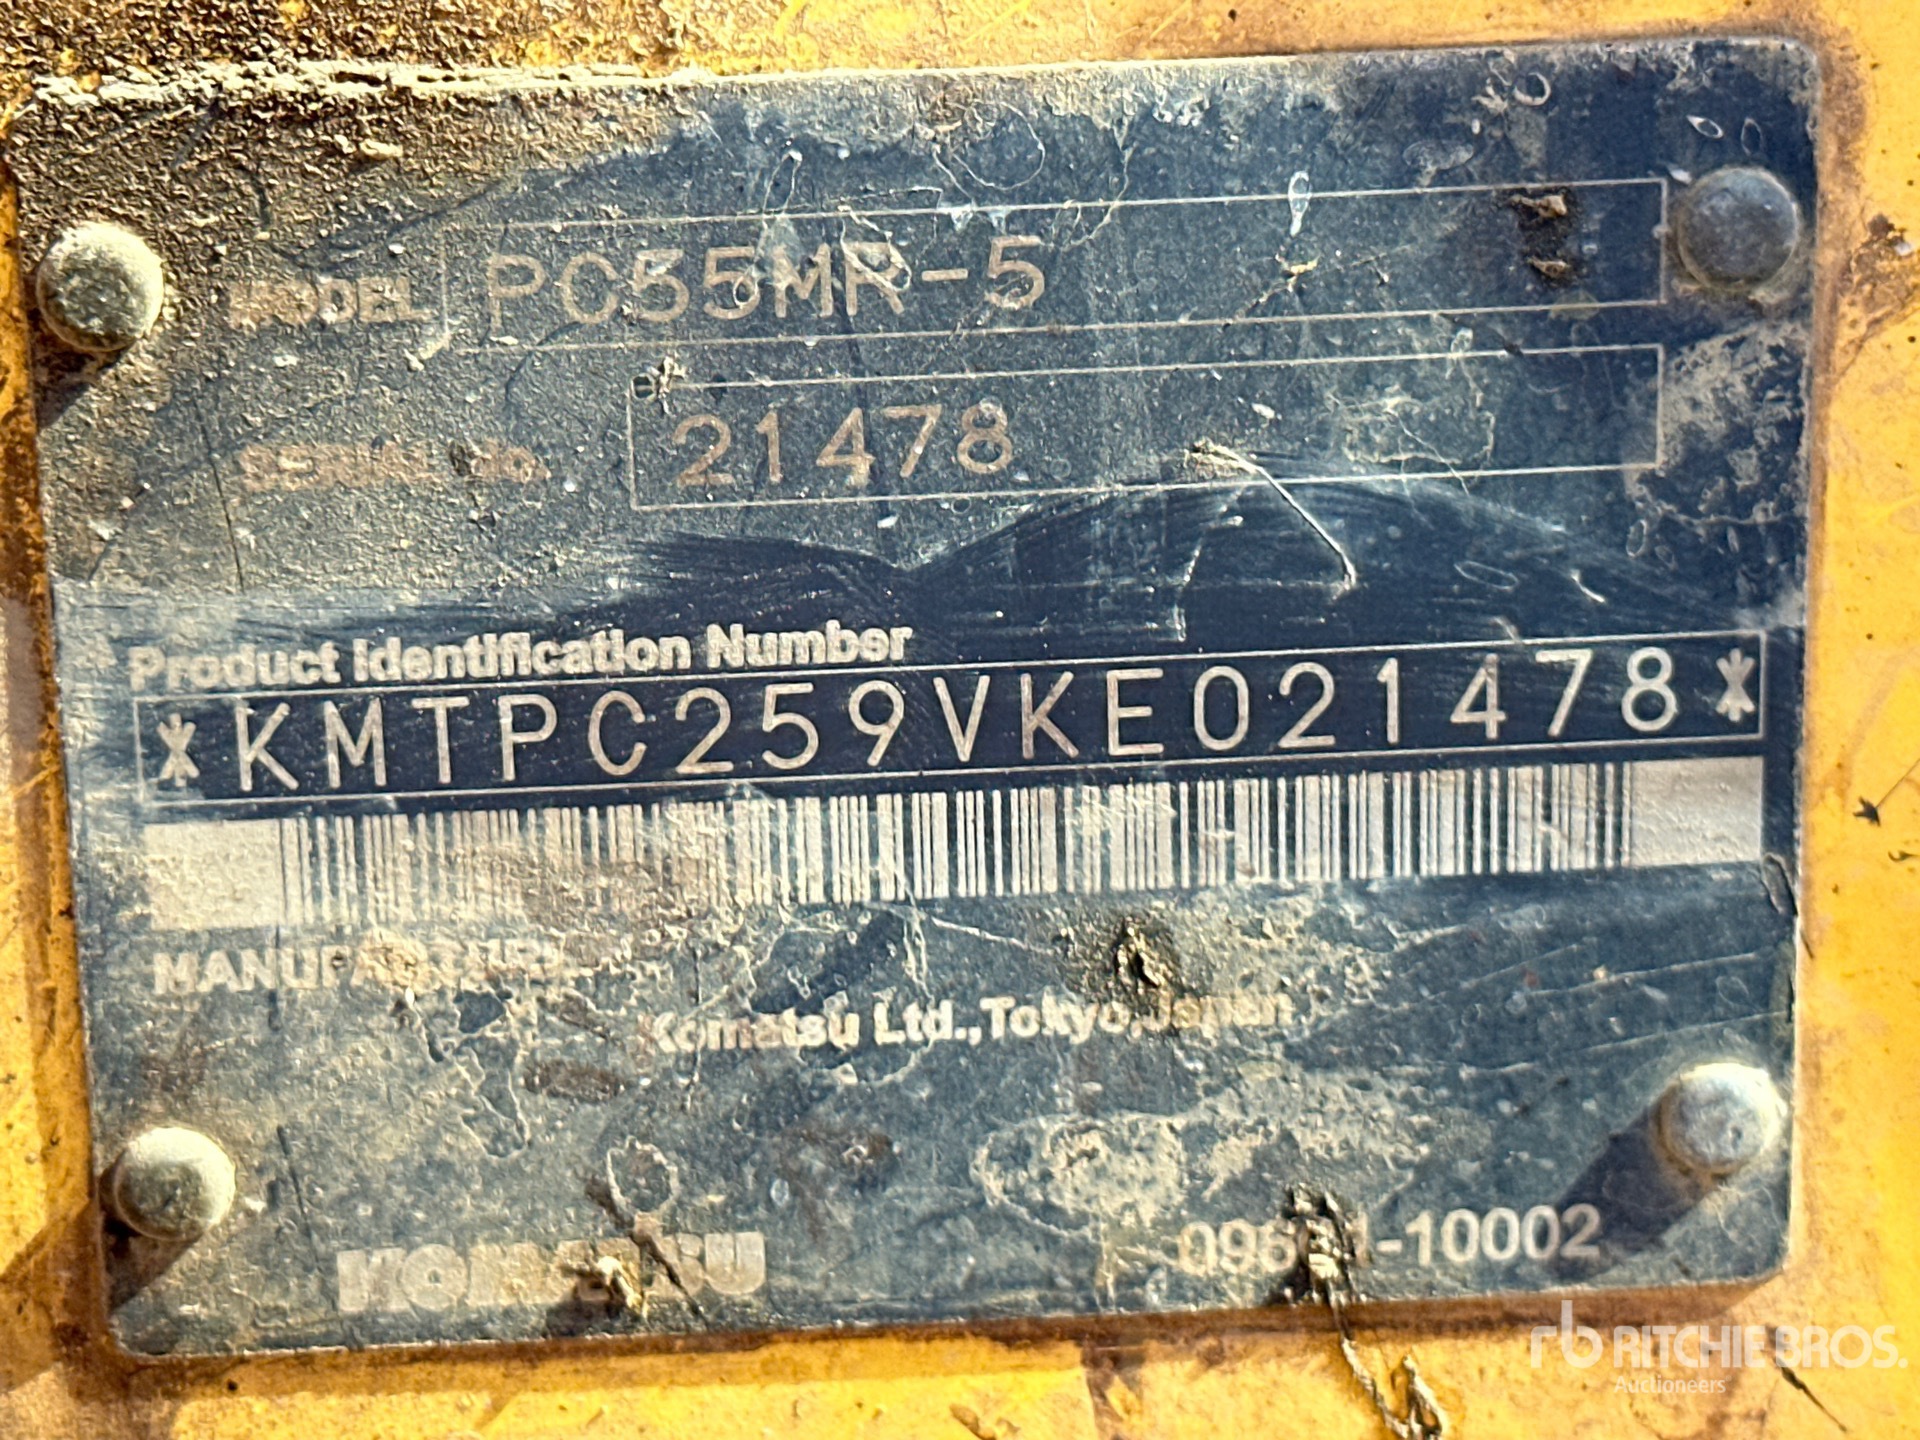 MODEL PC55MR-5
SERIAL No. 21478
Product Identification Number
*KMTPC259VKE021478*
MANUFACTURER
Komatsu Ltd.,Tokyo,Japan
KOMATSU
-10002
RITCHIE BROS.
Auctioneers